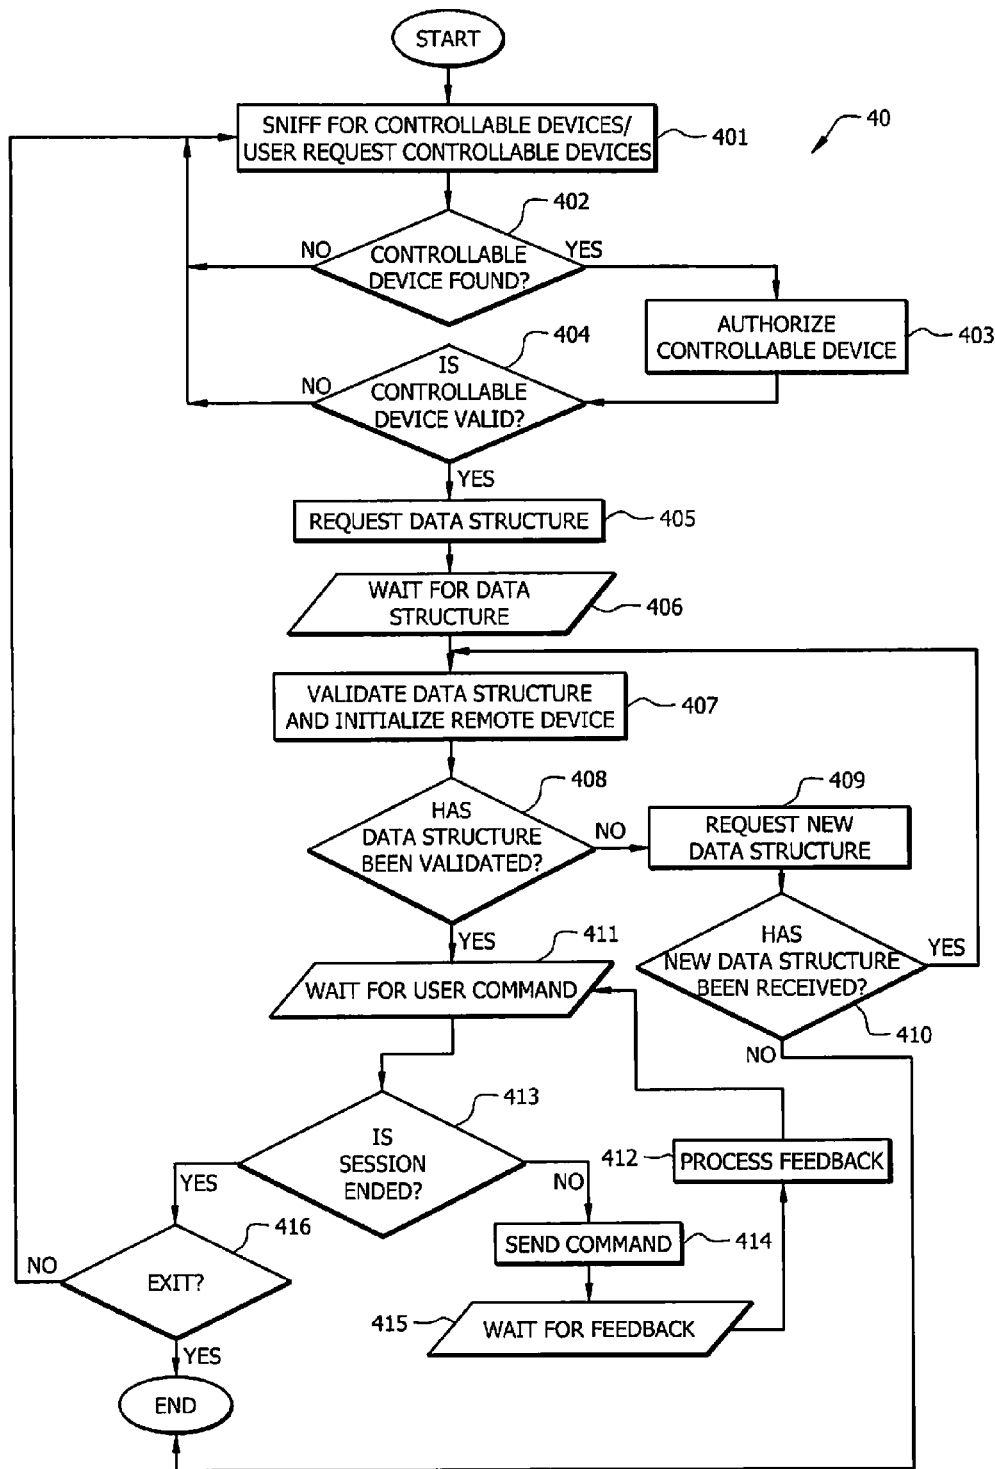 START
SNIFF FOR CONTROLLABLE DEVICES/
USER REQUEST CONTROLLABLE DEVICES
401
40
402
NO
YES
CONTROLLABLE
DEVICE FOUND?
AUTHORIZE
CONTROLLABLE DEVICE
403
404
NO
IS
CONTROLLABLE
DEVICE VALID?
YES
REQUEST DATA STRUCTURE
405
WAIT FOR DATA
STRUCTURE
406
VALIDATE DATA STRUCTURE
AND INITIALIZE REMOTE DEVICE
407
408
HAS
DATA STRUCTURE
BEEN VALIDATED?
NO
409
REQUEST NEW
DATA STRUCTURE
YES
HAS
NEW DATA STRUCTURE
BEEN RECEIVED?
YES
410
NO
411
WAIT FOR USER COMMAND
413
IS
SESSION
ENDED?
YES
NO
412
PROCESS FEEDBACK
SEND COMMAND
414
415
WAIT FOR FEEDBACK
416
NO
EXIT?
YES
END